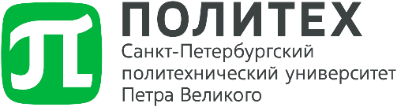 П
ПОЛИТЕХ
Санкт-Петербургский
политехнический университет
Петра Великого